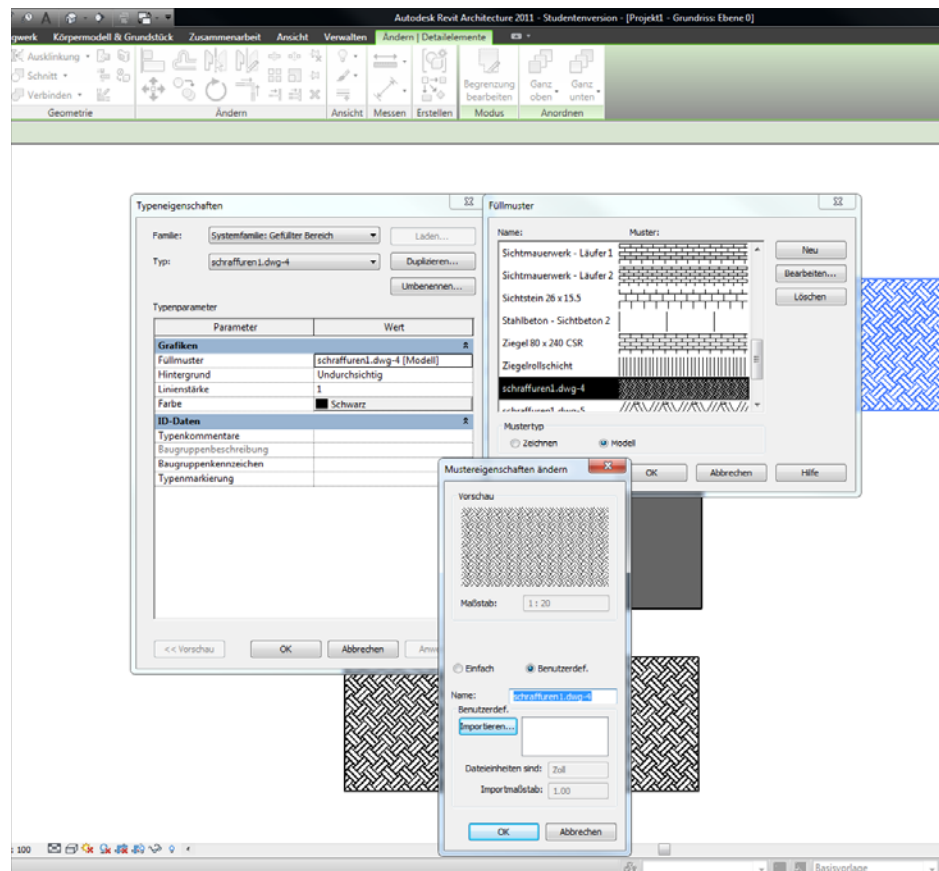 Autodesk Revit Architecture 2011 - Studentenversion - [Projekt1 - Grundriss: Ebene 0]
Körpermodell & Grundstück Zusammenarbeit Ansicht Verwalten Ändern | Detailelemente
Ausklinkung
Schnitt
Verbinden
Begrenzung bearbeiten
Ganz oben
Ganz unten
Geometrie Ändern Ansicht Messen Erstellen Modus Anordnen
Typeneigenschaften
Familie: Systemfamilie: Gefüllter Bereich Laden...
Typ: schraffuren1.dwg-4 Duplizieren...
Umbenennen...
Typenparameter
Parameter Wert
Grafiken
Füllmuster schraffuren1.dwg-4 [Modell]
Hintergrund Undurchsichtig
Linienstärke 1
Farbe Schwarz
ID-Daten
Typenkommentare
Baugruppenbeschreibung
Baugruppenkennzeichen
Typenmarkierung
<< Vorschau OK Abbrechen
Füllmuster
Name: Muster:
Sichtmauerwerk - Läufer 1
Sichtmauerwerk - Läufer 2
Sichtstein 26 x 15.5
Stahlbeton - Sichtbeton 2
Ziegel 80 x 240 CSR
Ziegelrollschicht
schraffuren1.dwg-4
schraffuren1.dwg-5
Neu
Bearbeiten...
Löschen
Mustertyp
Zeichnen Modell
OK Abbrechen Hilfe
Mustereigenschaften ändern
Vorschau
Maßstab: 1 : 20
Einfach Benutzerdef.
Name: schraffuren1.dwg-4
Benutzerdef.
Importieren...
Dateieinheiten sind: Zoll
Importmaßstab: 1.00
OK Abbrechen
: 100
Basisvorlage